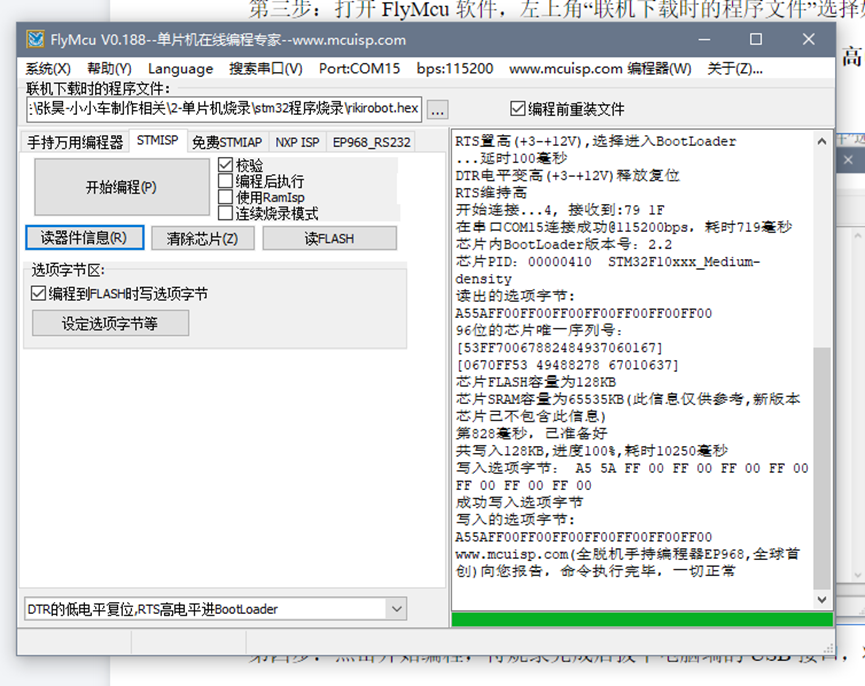 第三步：打开 FlyMcu 软件，左上角“联机下载时的程序文件”选择
高
FlyMcu V0.188--单片机在线编程专家--www.mcuisp.com
系统(X) 帮助(Y) Language 搜索串口(V) Port:COM15 bps:115200 www.mcuisp.com 编程器(W) 关于(Z)...
联机下载时的程序文件：
:\张昊-小小车制作相关\2-单片机烧录\stm32程序烧录\rikirobot.hex ...
编程前重装文件
手持万用编程器 STMISP 免费STMIAP NXP ISP EP968_RS232
开始编程(P)
校验
编程后执行
使用RamIsp
连续烧录模式
读器件信息(R) 清除芯片(Z) 读FLASH
选项字节区：
编程到FLASH时写选项字节
设定选项字节等
DTR的低电平复位,RTS高电平进BootLoader
RTS置高(+3-+12V),选择进入BootLoader
...延时100毫秒
DTR电平变高(+3-+12V)释放复位
RTS维持高
开始连接...4, 接收到:79 1F
在串口COM15连接成功@115200bps，耗时719毫秒
芯片内BootLoader版本号：2.2
芯片PID：00000410 STM32F10xxx_Medium-
density
读出的选项字节：
A55AFF00FF00FF00FF00FF00FF00FF00
96位的芯片唯一序列号：
[53FF70067882484937060167]
[0670FF53 49488278 67010637]
芯片FLASH容量为128KB
芯片SRAM容量为65535KB(此信息仅供参考,新版本
芯片已不包含此信息)
第828毫秒，已准备好
共写入128KB,进度100%,耗时10250毫秒
写入选项字节： A5 5A FF 00 FF 00 FF 00 FF 00
FF 00 FF 00 FF 00
成功写入选项字节
写入的选项字节：
A55AFF00FF00FF00FF00FF00FF00FF00
www.mcuisp.com(全脱机手持编程器EP968,全球首
创)向您报告，命令执行完毕，一切正常